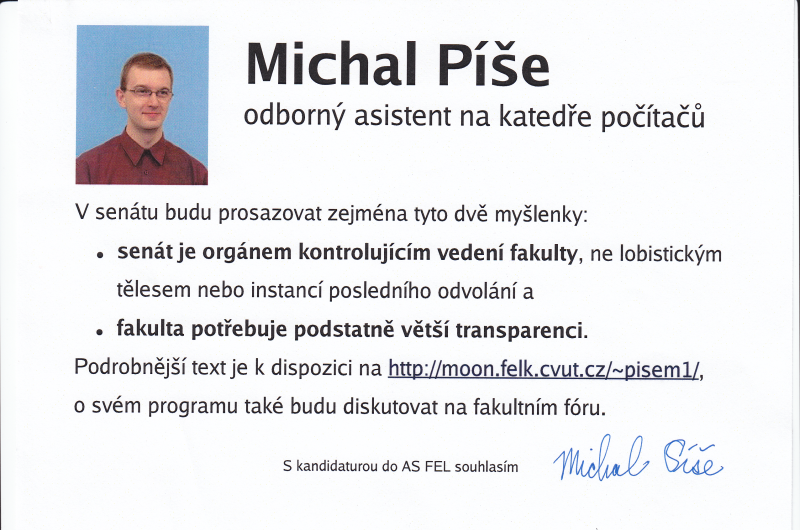 Michal Píše
odborný asistent na katedře počítačů
V senátu budu prosazovat zejména tyto dvě myšlenky:
• senát je orgánem kontrolujícím vedení fakulty, ne lobistickým
tělesem nebo instancí posledního odvolání a
• fakulta potřebuje podstatně větší transparenci.
Podrobnější text je k dispozici na http://moon.felk.cvut.cz/~pisem1/,
o svém programu také budu diskutovat na fakultním fóru.
S kandidaturou do AS FEL souhlasím Michal Píše